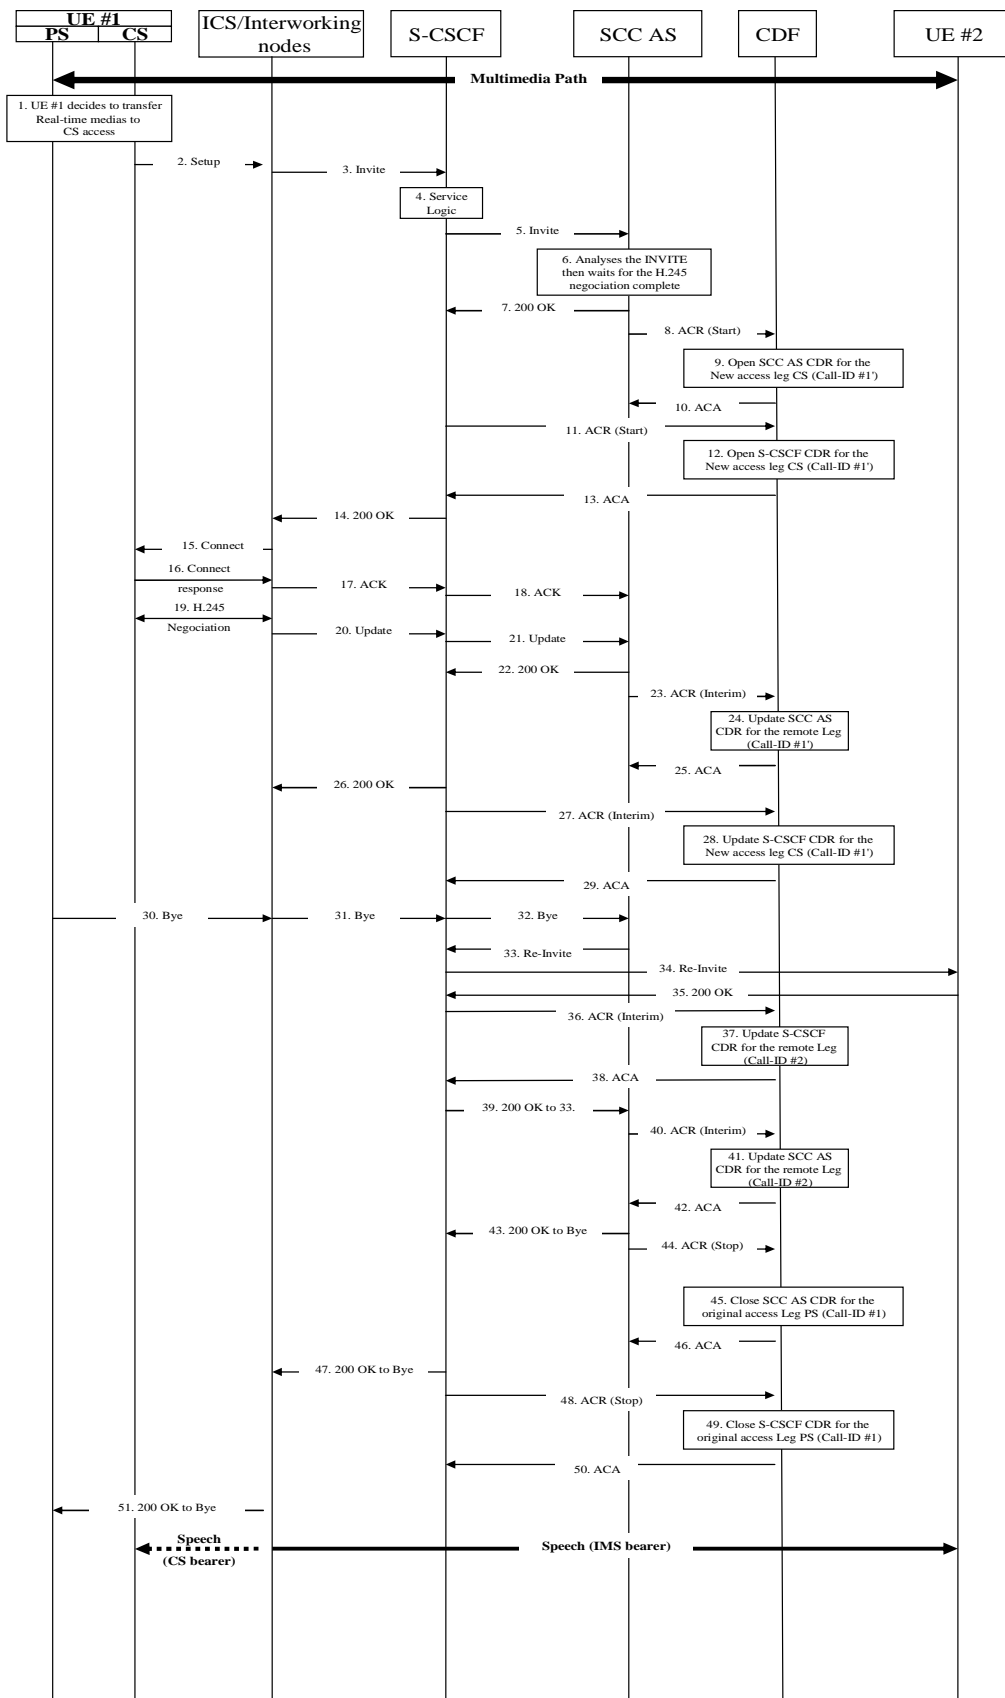 UE #1
PS
CS
ICS/Interworking
nodes
S-CSCF
SCC AS
CDF
UE #2
Multimedia Path
1. UE #1 decides to transfer
Real-time medias to
CS access
2. Setup
3. Invite
4. Service
Logic
5. Invite
6. Analyses the INVITE
then waits for the H.245
negociation complete
7. 200 OK
8. ACR (Start)
9. Open SCC AS CDR for the
New access leg CS (Call-ID #1')
10. ACA
11. ACR (Start)
12. Open S-CSCF CDR for the
New access leg CS (Call-ID #1')
13. ACA
14. 200 OK
15. Connect
16. Connect
response
17. ACK
18. ACK
19. H.245
Negociation
20. Update
21. Update
22. 200 OK
23. ACR (Interim)
24. Update SCC AS
CDR for the remote Leg
(Call-ID #1')
25. ACA
26. 200 OK
27. ACR (Interim)
28. Update S-CSCF CDR for the
New access leg CS (Call-ID #1')
29. ACA
30. Bye
31. Bye
32. Bye
33. Re-Invite
34. Re-Invite
35. 200 OK
36. ACR (Interim)
37. Update S-CSCF
CDR for the remote Leg
(Call-ID #2)
38. ACA
39. 200 OK to 33.
40. ACR (Interim)
41. Update SCC AS
CDR for the remote Leg
(Call-ID #2)
42. ACA
43. 200 OK to Bye
44. ACR (Stop)
45. Close SCC AS CDR for the
original access Leg PS (Call-ID #1)
46. ACA
47. 200 OK to Bye
48. ACR (Stop)
49. Close S-CSCF CDR for the
original access Leg PS (Call-ID #1)
50. ACA
51. 200 OK to Bye
Speech
(CS bearer)
Speech (IMS bearer)